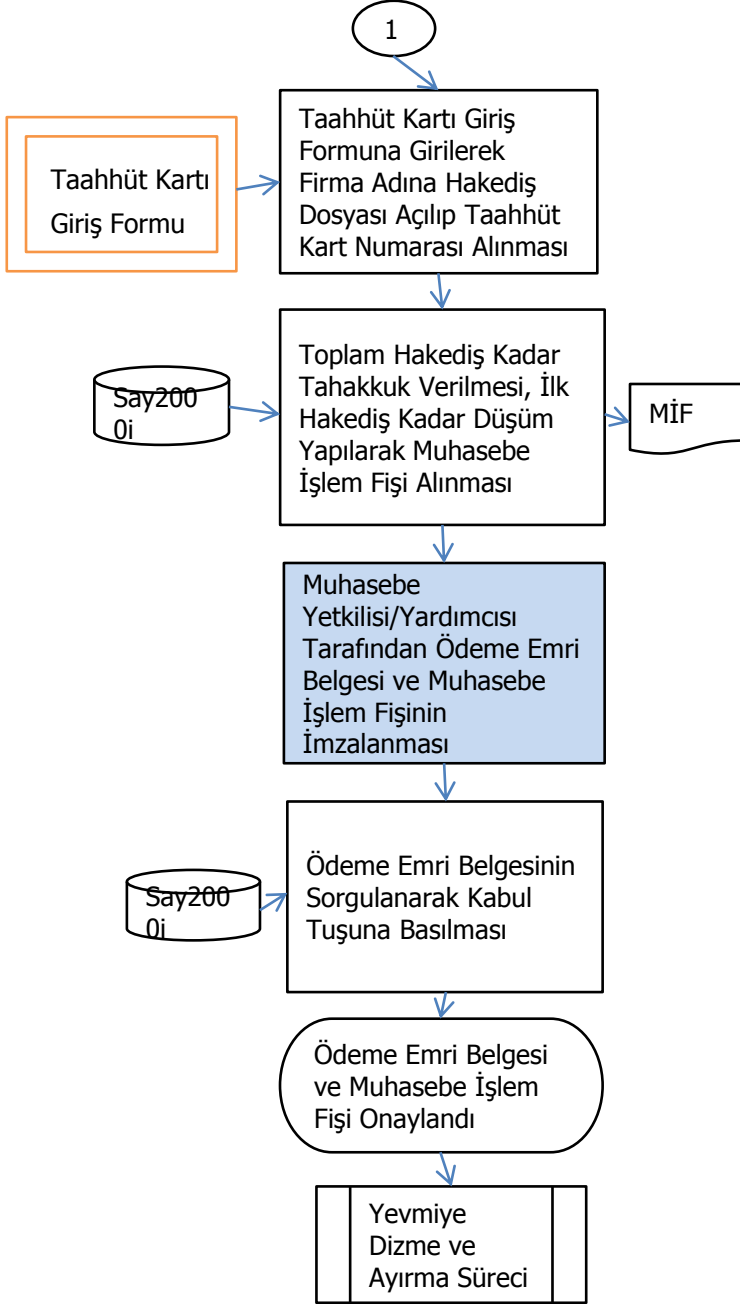 1
Taahhüt Kartı Giriş
Formuna Girilerek
Firma Adına Hakediş
Dosyası Açılıp Taahhüt
Kart Numarası Alınması
Taahhüt Kartı
Giriş Formu
Toplam Hakediş Kadar
Tahakkuk Verilmesi, İlk
Hakediş Kadar Düşüm
Yapılarak Muhasebe
İşlem Fişi Alınması
Say200
0i
MİF
Muhasebe
Yetkilisi/Yardımcısı
Tarafından Ödeme Emri
Belgesi ve Muhasebe
İşlem Fişinin
İmzalanması
Ödeme Emri Belgesinin
Sorgulanarak Kabul
Tuşuna Basılması
Say200
0i
Ödeme Emri Belgesi
ve Muhasebe İşlem
Fişi Onaylandı
Yevmiye
Dizme ve
Ayırma Süreci